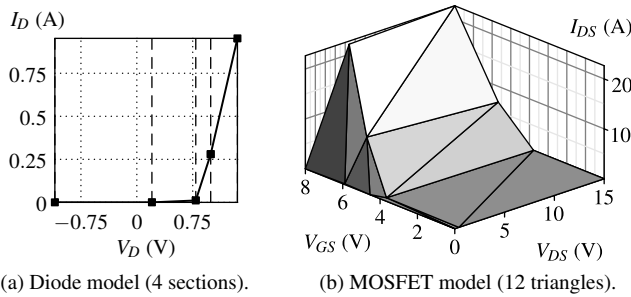 I_D (A)
0.75
0.5
0.25
0
−0.75 0 0.75
V_D (V)
(a) Diode model (4 sections).
I_DS (A)
20
10
8 6 4 2 0
5 10 15
V_GS (V)
V_DS (V)
(b) MOSFET model (12 triangles).